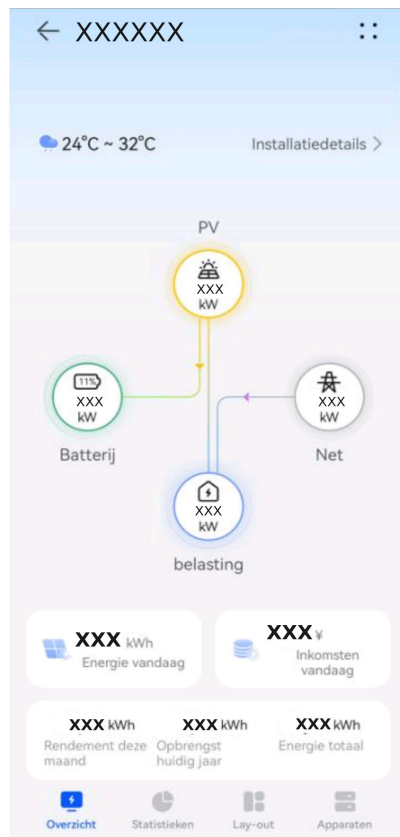 XXXXXX
24°C ~ 32°C
Installatiedetails >
PV
XXX
kW
11%
XXX
kW
Batterij
XXX
kW
Net
XXX
kW
belasting
XXX kWh
Energie vandaag
XXX ¥
Inkomsten
vandaag
XXX kWh
Rendement deze
maand
XXX kWh
Opbrengst
huidig jaar
XXX kWh
Energie totaal
Overzicht
Statistieken
Lay-out
Apparaten